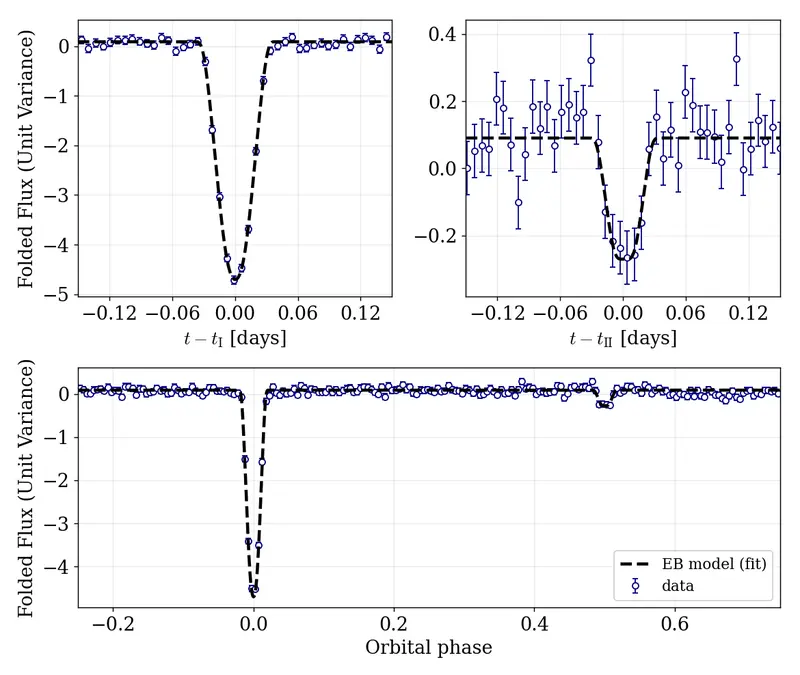 Folded Flux (Unit Variance)
0
−1
−2
−3
−4
−5
−0.12 −0.06 0.00 0.06 0.12
t − tI [days]
0.4
0.2
0.0
−0.2
−0.12 −0.06 0.00 0.06 0.12
t − tII [days]
Folded Flux (Unit Variance)
0
−1
−2
−3
−4
−0.2 0.0 0.2 0.4 0.6
Orbital phase
EB model (fit)
data